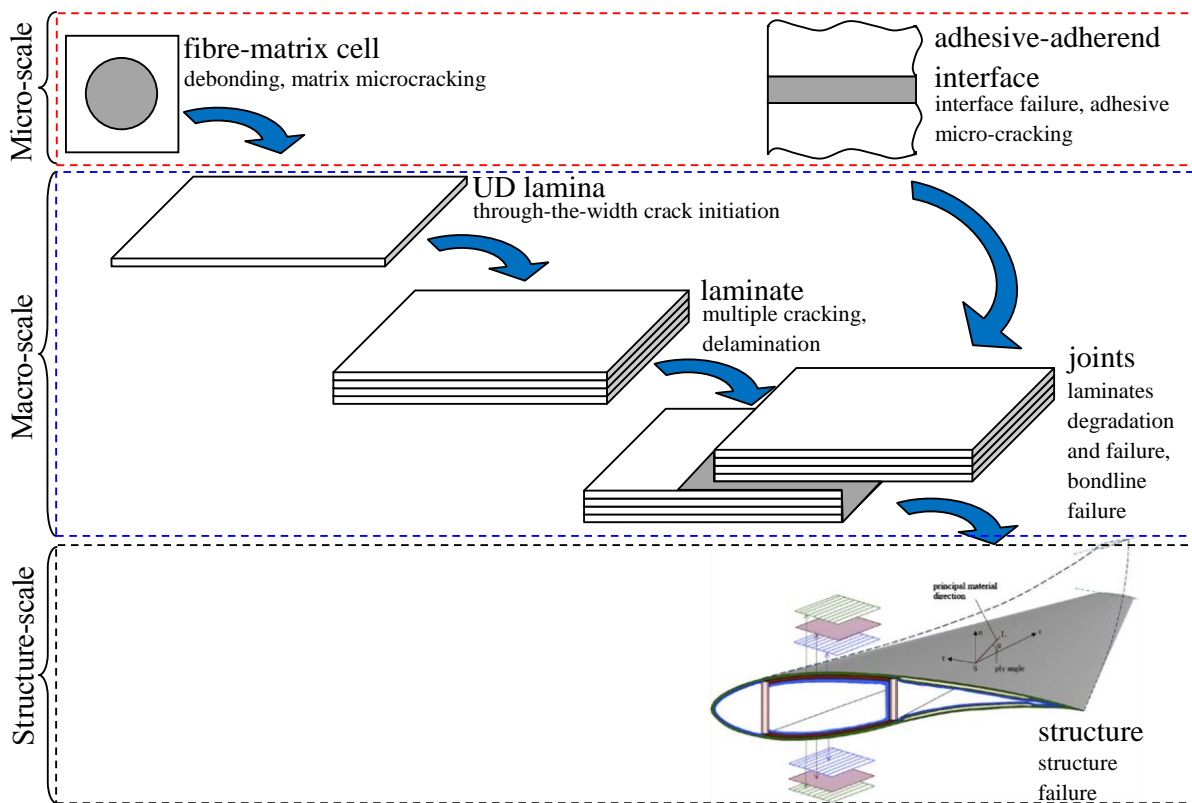 Micro-scale
fibre-matrix cell
debonding, matrix microcracking
adhesive-adherend
interface
interface failure, adhesive
micro-cracking
Macro-scale
UD lamina
through-the-width crack initiation
laminate
multiple cracking,
delamination
joints
laminates
degradation
and failure,
bondline
failure
Structure-scale
principal material
direction
n
L
t
α
r
S
ply angle
structure
structure
failure